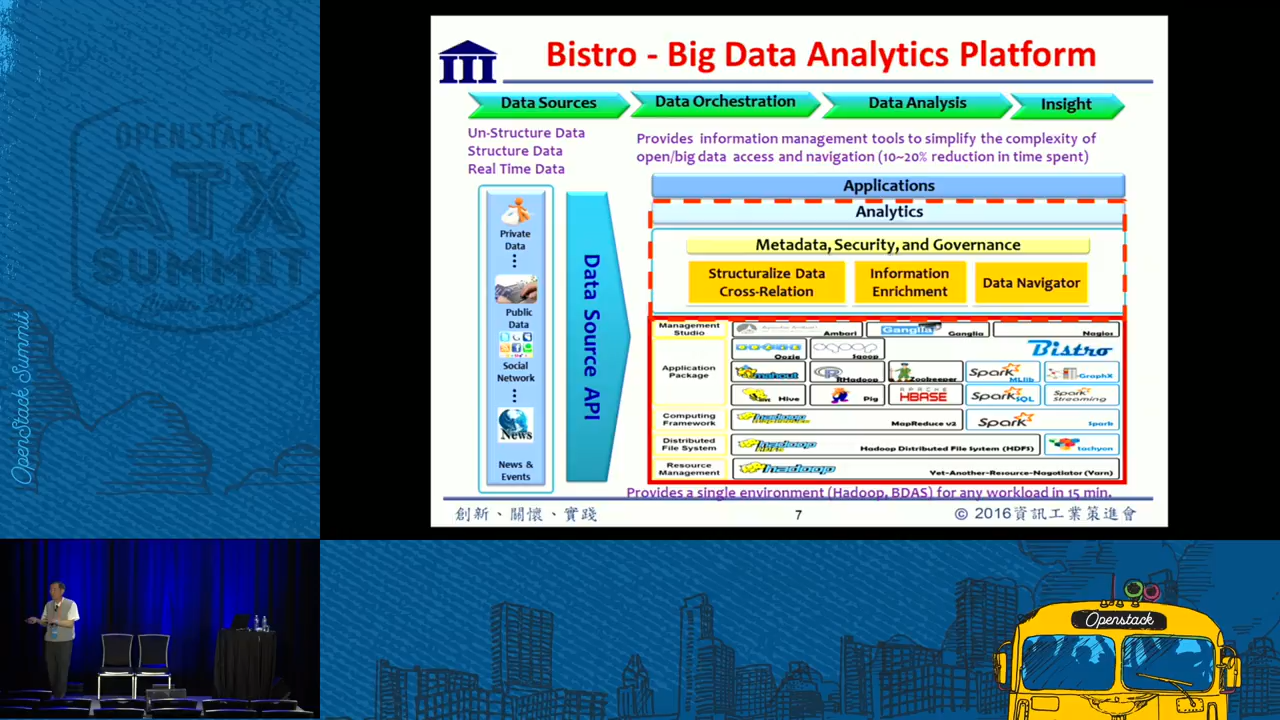 OPENSTACK
ATX
SUMMIT
OpenStack Summit
Bistro - Big Data Analytics Platform
Data Sources
Data Orchestration
Data Analysis
Insight
Un-Structure Data
Structure Data
Real Time Data
Provides information management tools to simplify the complexity of
open/big data access and navigation (10~20% reduction in time spent)
Private
Data
Public
Data
Social
Network
News
News &
Events
Data Source API
Applications
Analytics
Metadata, Security, and Governance
Structuralize Data
Cross-Relation
Information
Enrichment
Data Navigator
Management
Studio
Ambari
Ganglia
Ganglia
Nagios
Application
Package
Oozie
Sqoop
Bistro
mahout
RHadoop
Zookeeper
Spark
MLlib
GraphX
Hive
Pig
APACHE
HBASE
Spark
SQL
Spark
Streaming
Computing
Framework
hadoop
MapReduce v2
Spark
Spark
Distributed
File System
hadoop
Hadoop Distributed File System (HDFS)
Tachyon
Resource
Management
hadoop
Yet-Another-Resource-Nagotiator (Yarn)
Provides a single environment (Hadoop, BDAS) for any workload in 15 min.
創新、關懷、實踐
7
© 2016資訊工業策進會
Openstack